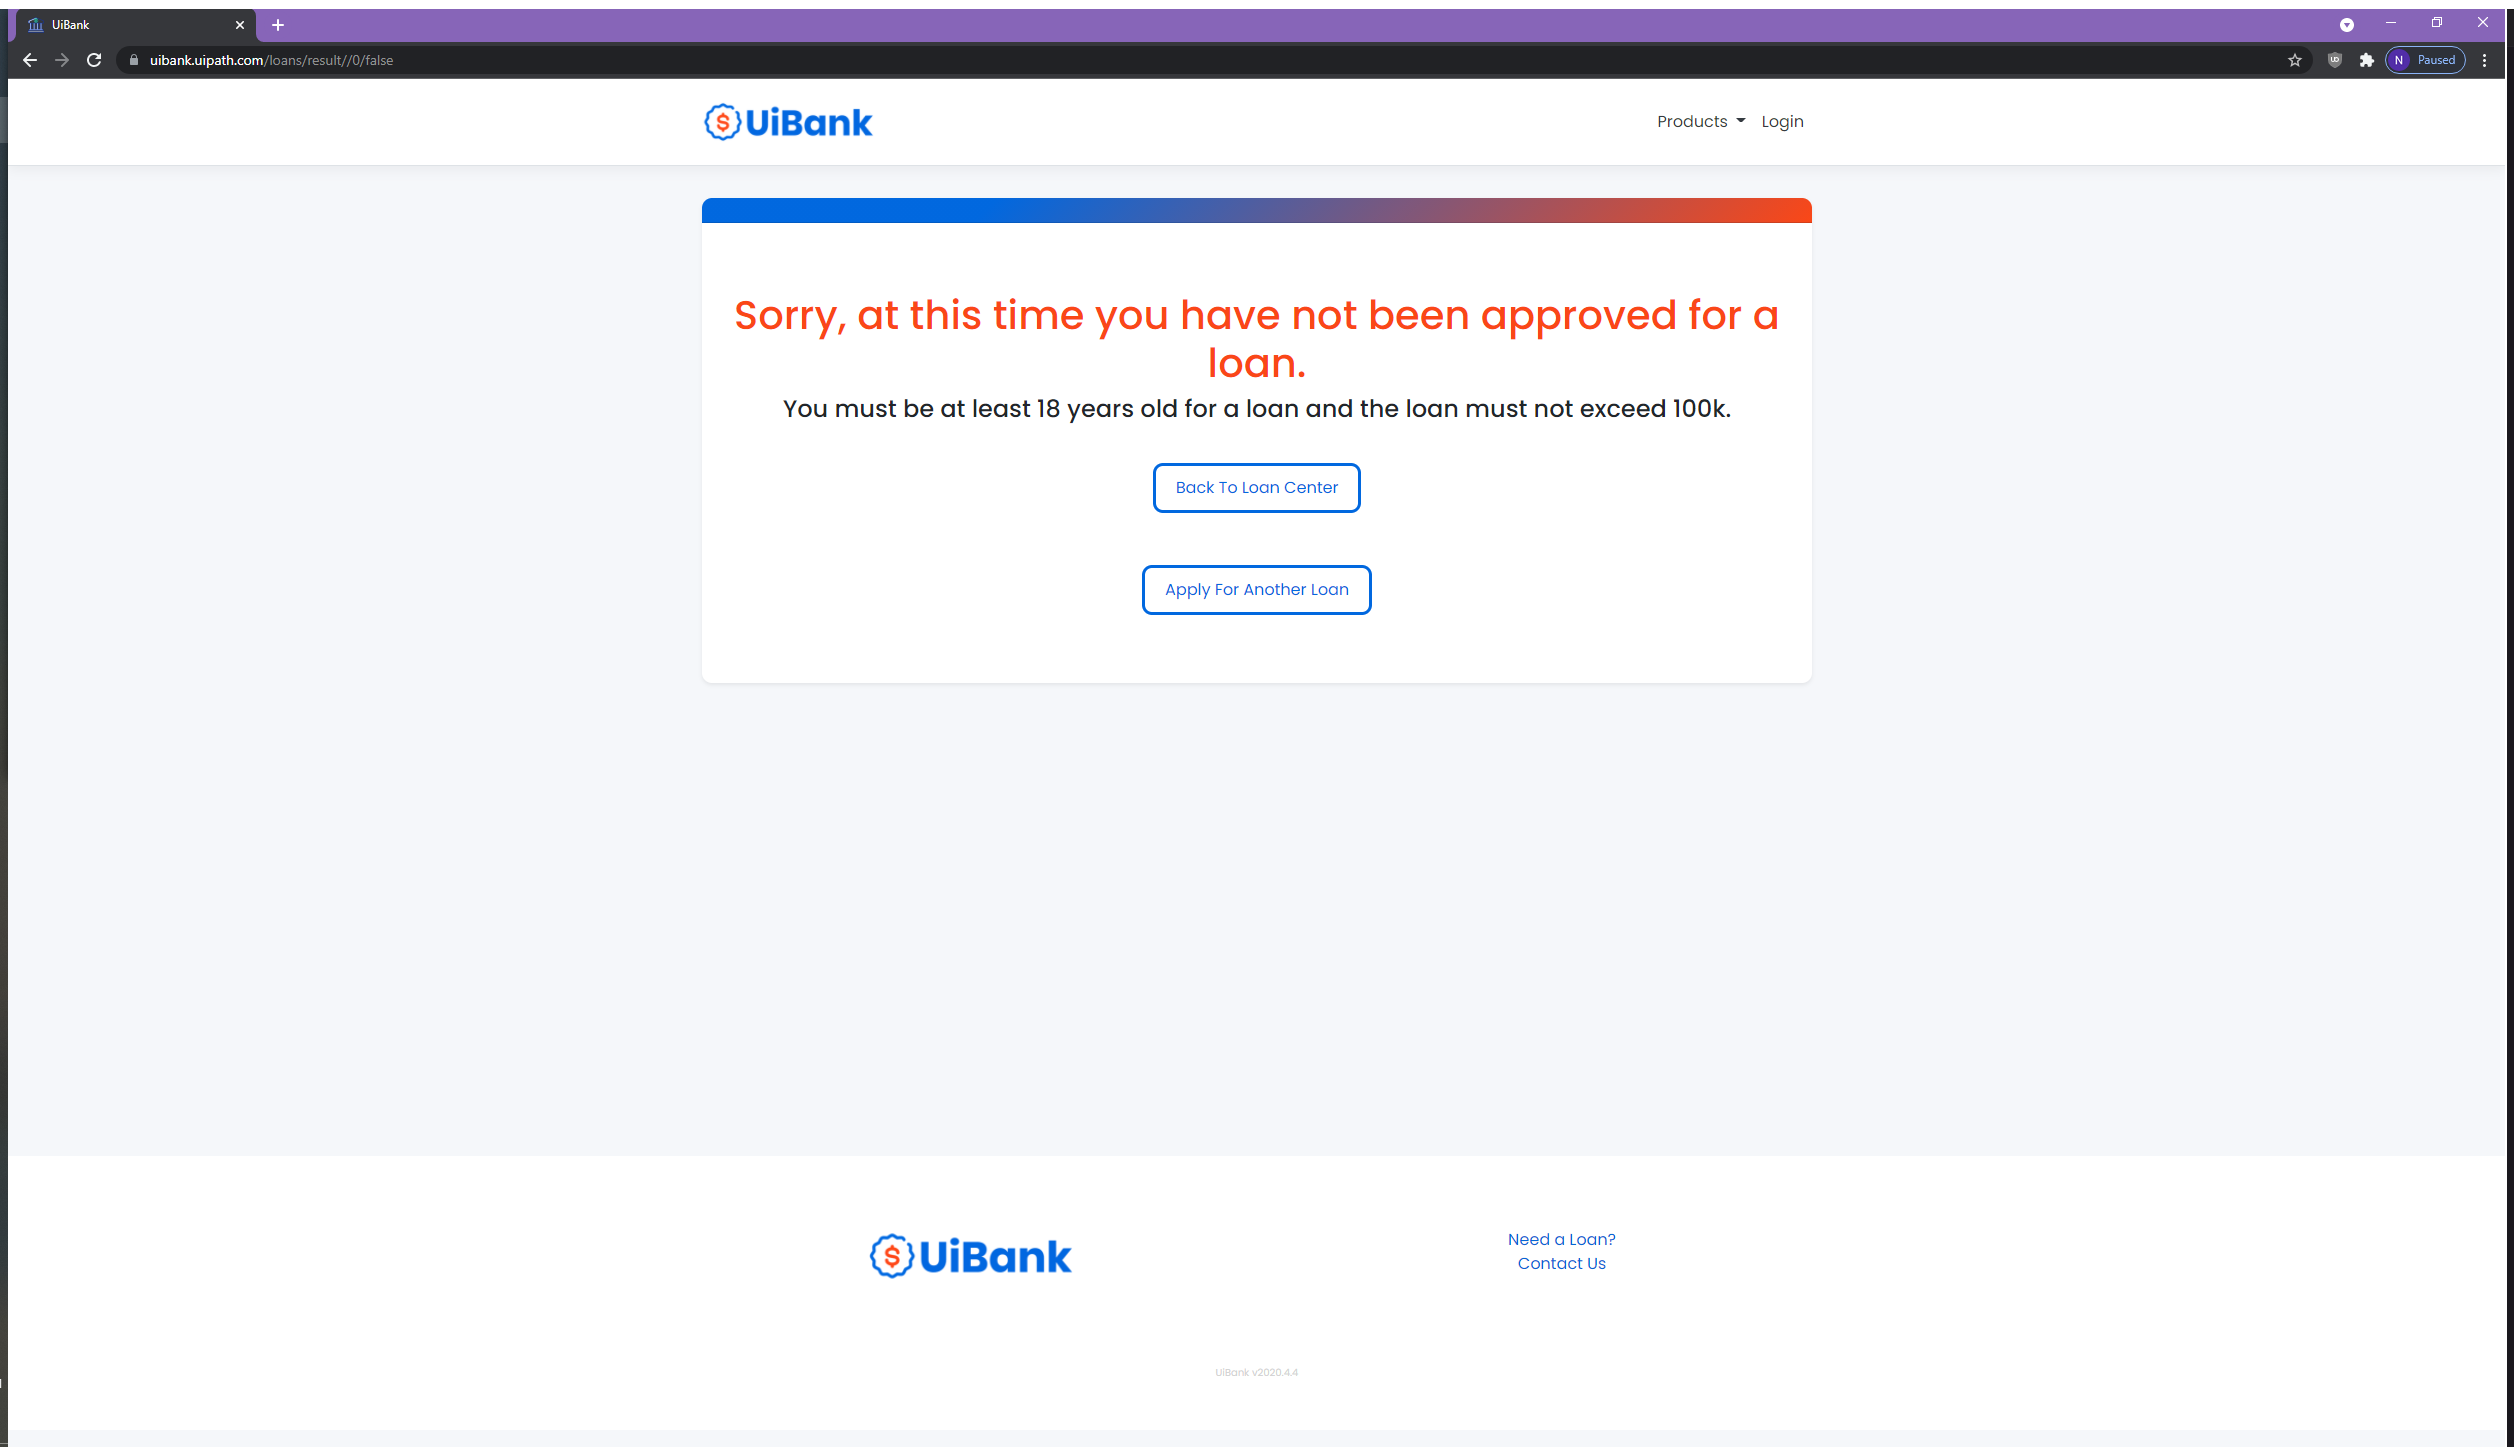 UiBank
uibank.uipath.com/loans/result//0/false
N Paused
$ UiBank
Products Login
Sorry, at this time you have not been approved for a
loan.
You must be at least 18 years old for a loan and the loan must not exceed 100k.
Back To Loan Center
Apply For Another Loan
$ UiBank
Need a Loan?
Contact Us
UiBank v2020.4.4